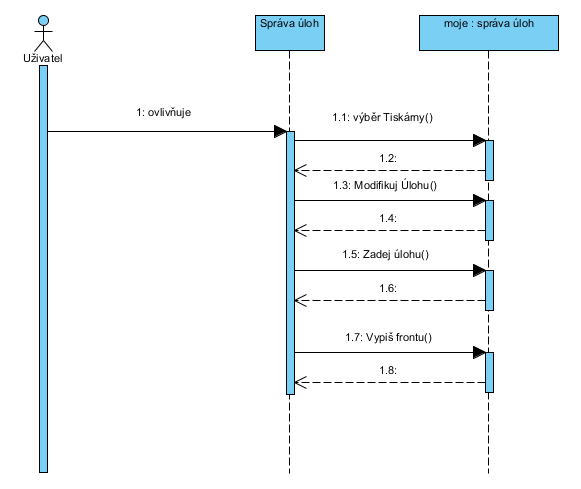 Správa úloh
moje : správa úloh
Uživatel
1: ovlivňuje
1.1: výběr Tiskárny()
1.2:
1.3: Modifikuj Úlohu()
1.4:
1.5: Zadej úlohu()
1.6:
1.7: Vypiš frontu()
1.8: